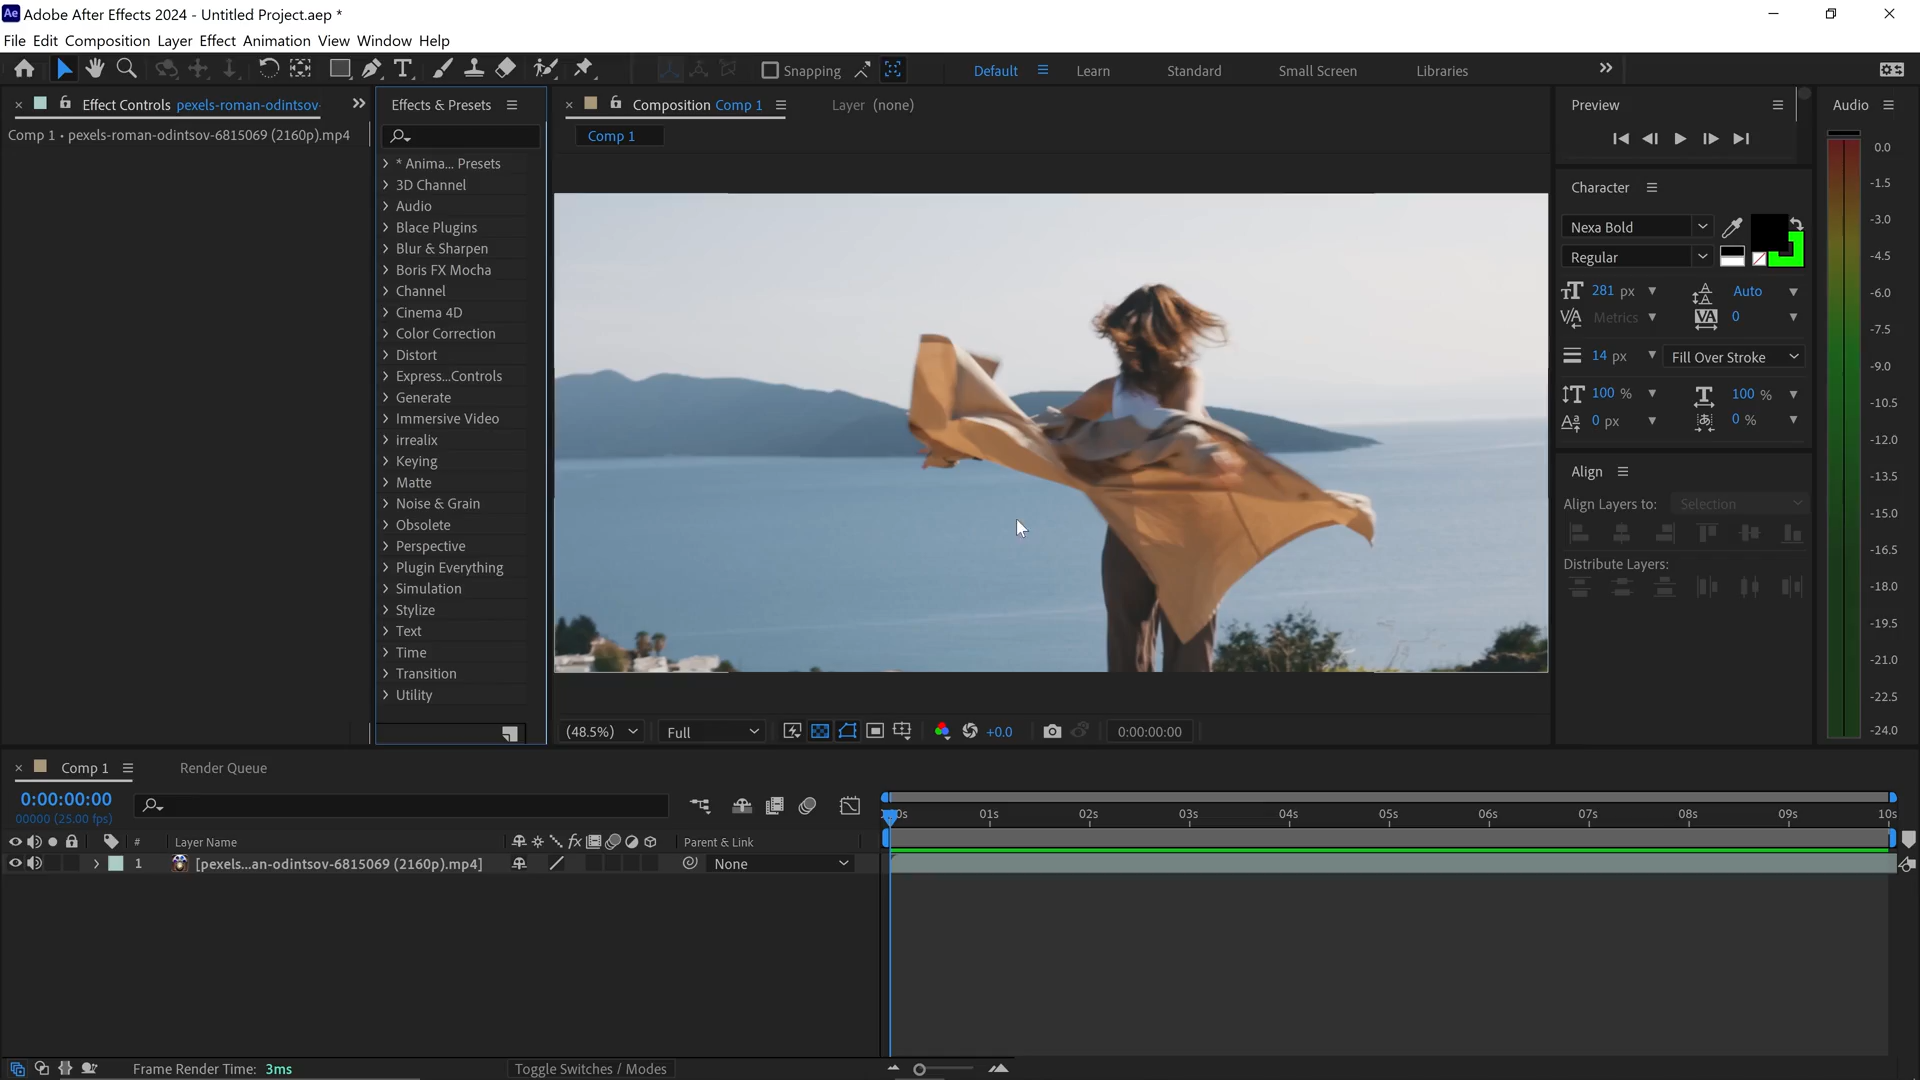 Ae Adobe After Effects 2024 - Untitled Project.aep *
File Edit Composition Layer Effect Animation View Window Help
Snapping
Default
Learn
Standard
Small Screen
Libraries
Effect Controls pexels-roman-odintsov-
Comp 1 • pexels-roman-odintsov-6815069 (2160p).mp4
Effects & Presets
* Anima... Presets
3D Channel
Audio
Blace Plugins
Blur & Sharpen
Boris FX Mocha
Channel
Cinema 4D
Color Correction
Distort
Express...Controls
Generate
Immersive Video
irrealix
Keying
Matte
Noise & Grain
Obsolete
Perspective
Plugin Everything
Simulation
Stylize
Text
Time
Transition
Utility
Composition Comp 1
Layer (none)
Comp 1
(48.5%)
Full
+0.0
0:00:00:00
Preview
Character
Nexa Bold
Regular
281 px
Auto
Metrics
0
14 px
Fill Over Stroke
100 %
100 %
0 px
0 %
Align
Align Layers to:
Selection
Distribute Layers:
Audio
0.0
-1.5
-3.0
-4.5
-6.0
-7.5
-9.0
-10.5
-12.0
-13.5
-15.0
-16.5
-18.0
-19.5
-21.0
-22.5
-24.0
Comp 1
Render Queue
0:00:00:00
00000 (25.00 fps)
# Layer Name
Parent & Link
1 [pexels...an-odintsov-6815069 (2160p).mp4]
None
0s 01s 02s 03s 04s 05s 06s 07s 08s 09s 10s
Frame Render Time: 3ms
Toggle Switches / Modes